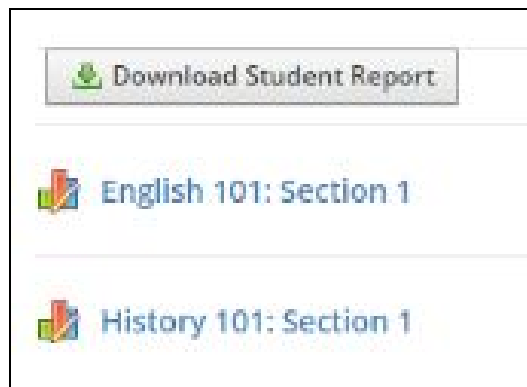 Download Student Report
English 101: Section 1
History 101: Section 1